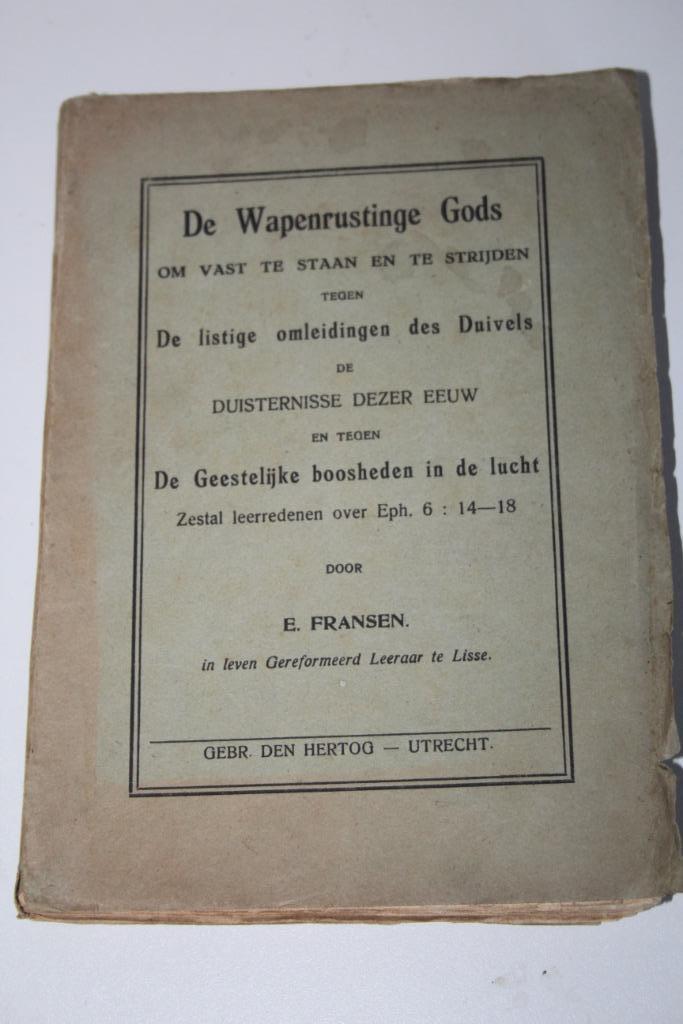 De Wapenrustinge Gods
OM VAST TE STAAN EN TE STRIJDEN
TEGEN
De listige omleidingen des Duivels
DE
DUISTERNISSE DEZER EEUW
EN TEGEN
De Geestelijke boosheden in de lucht
Zestal leerredenen over Eph. 6 : 14—18
DOOR
E. FRANSEN.
in leven Gereformeerd Leeraar te Lisse.
GEBR. DEN HERTOG — UTRECHT.